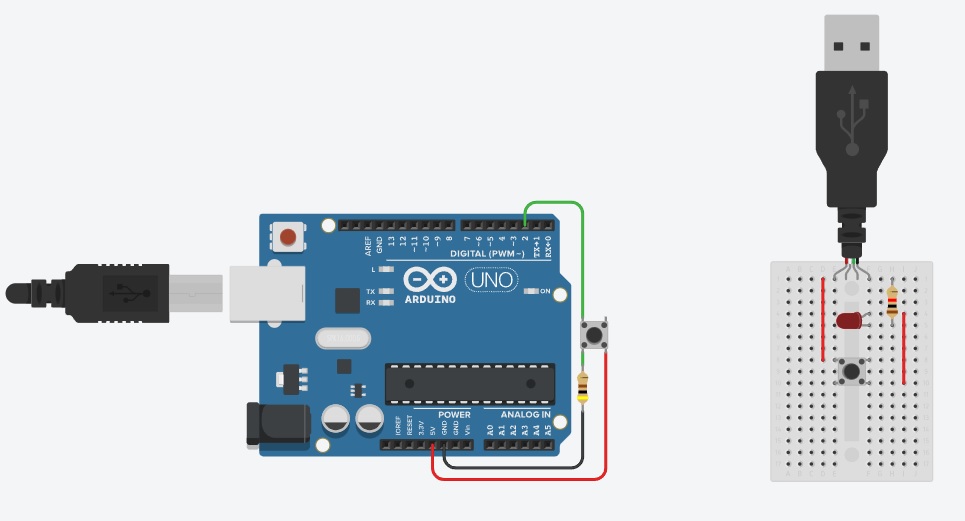 AREF
GND
13
12
~11
~10
~9
8
7
~6
~5
4
~3
2
TX→1
RX←0
DIGITAL (PWM~)
L
TX
RX
ARDUINO
UNO
ON
POWER
ANALOG IN
IOREF
RESET
3.3V
5V
GND
GND
Vin
A0
A1
A2
A3
A4
A5